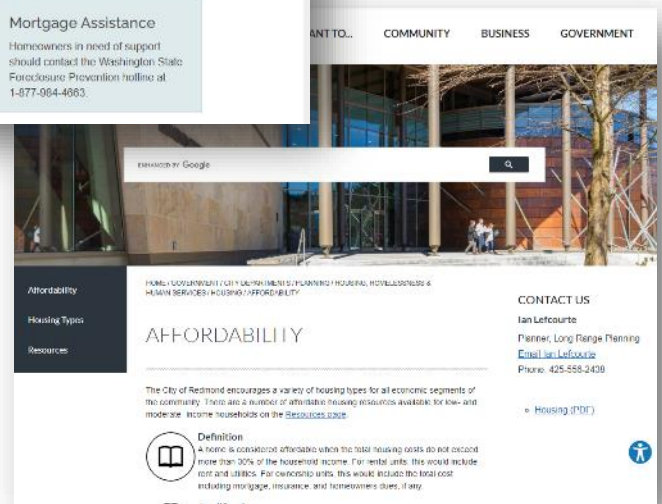 Mortgage Assistance
Homeowners in need of support
should contact the Washington State
Foreclosure Prevention hotline at
1-877-984-4663.
ANT TO...
COMMUNITY
BUSINESS
GOVERNMENT
ENHANCED BY Google
Affordability
Housing Types
Resources
HOME / GOVERNMENT / CITY DEPARTMENTS / PLANNING / HOUSING, HOMELESSNESS &
HUMAN SERVICES / HOUSING / AFFORDABILITY
AFFORDABILITY
The City of Redmond encourages a variety of housing types for all economic segments of
the community. There are a number of affordable housing resources available for low- and
moderate- income households on the Resources page.
Definition
A home is considered affordable when the total housing costs do not exceed
more than 30% of the household income. For rental units, this would include
rent and utilities. For ownership units, this would include the total cost
including mortgage, insurance, and homeowners dues, if any.
CONTACT US
Ian Lefcourte
Planner, Long Range Planning
Email Ian Lefcourte
Phone: 425-556-2438
Housing (PDF)